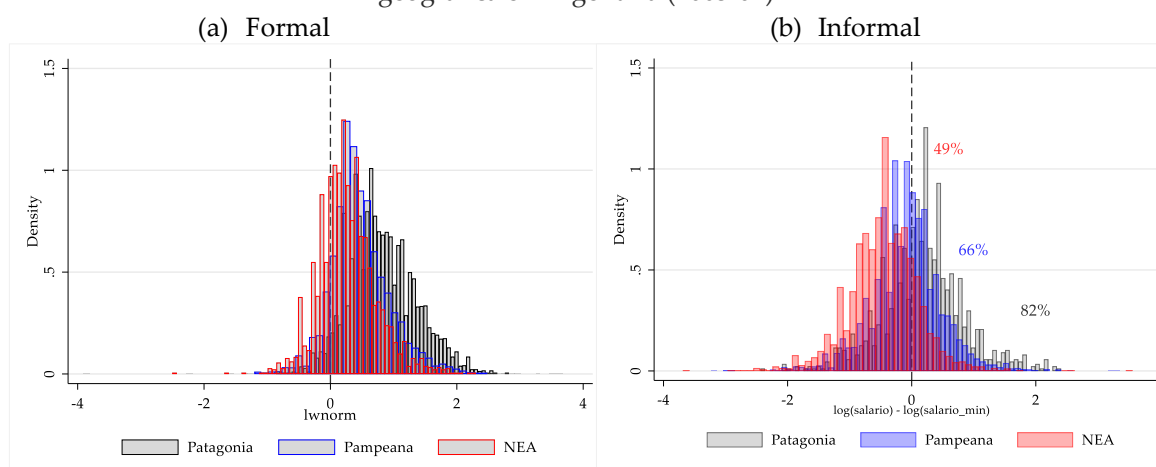 (a) Formal
(b) Informal
1.5
1
.5
0
Density
-4
-2
0
2
4
lwnorm
Patagonia
Pampeana
NEA
1.5
1
.5
0
Density
49%
66%
82%
-4
-2
0
2
log(salario) - log(salario_min)
Patagonia
Pampeana
NEA